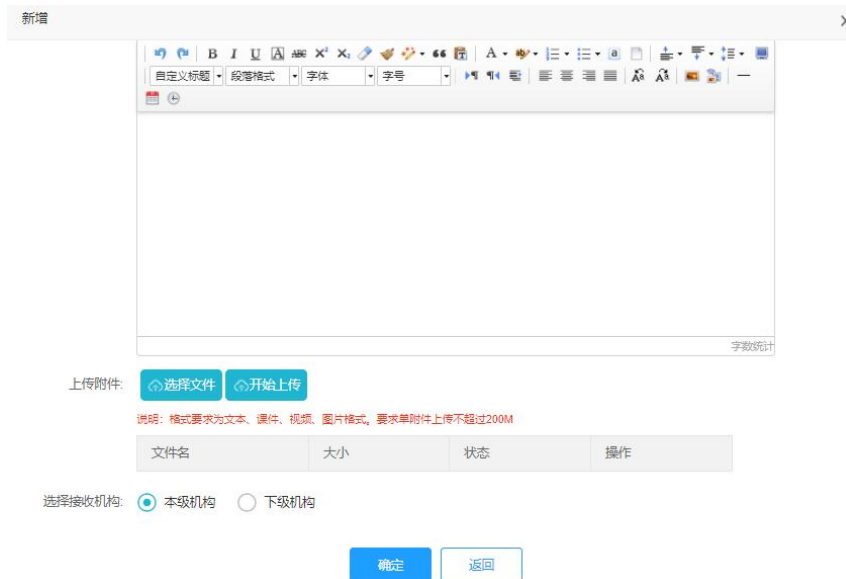 新增
B I U A ABC X² X₂ A a
自定义标题 段落格式 字体 字号
字数统计
上传附件: 选择文件 开始上传
说明：格式要求为文本、课件、视频、图片格式。要求单附件上传不超过200M
文件名 大小 状态 操作
选择接收机构: 本级机构 下级机构
确定 返回